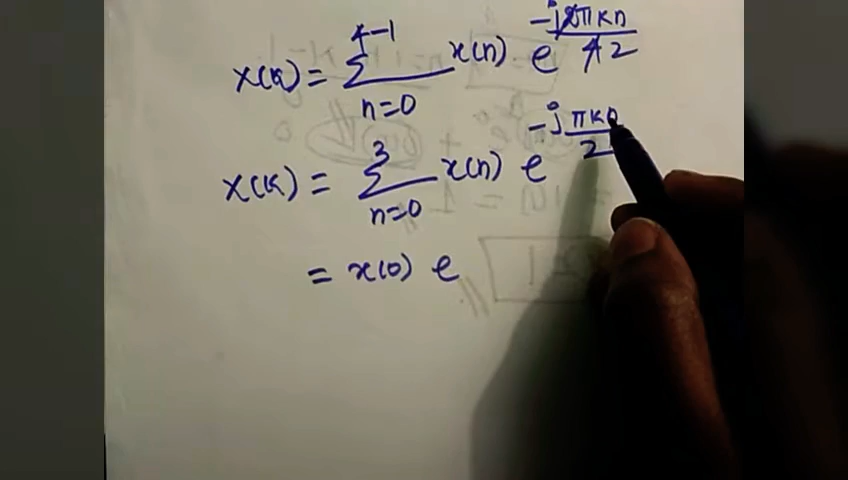 X(K) = Σ_{n=0}^{4-1} x(n) e^{-j2πKn/4 2}
X(K) = Σ_{n=0}^{3} x(n) e^{-jπKn/2}
= x(0) e